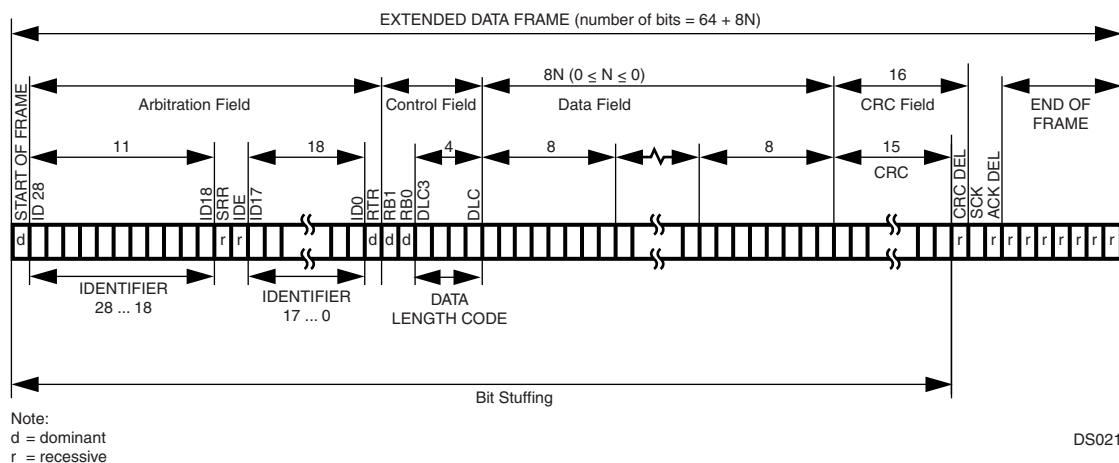 EXTENDED DATA FRAME (number of bits = 64 + 8N)
8N (0 ≤ N ≤ 0)
16
Arbitration Field
Control Field
Data Field
CRC Field
END OF
FRAME
11
18
4
8
8
15
CRC
START OF FRAME
ID 28
ID18
SRR
IDE
ID17
ID0
RTR
RB1
RB0
DLC3
DLC
CRC DEL
SCK
ACK DEL
d r r d d d r r r r r r r r r
IDENTIFIER
28 ... 18
IDENTIFIER
17 ... 0
DATA
LENGTH CODE
Bit Stuffing
Note:
d = dominant
r = recessive
DS021